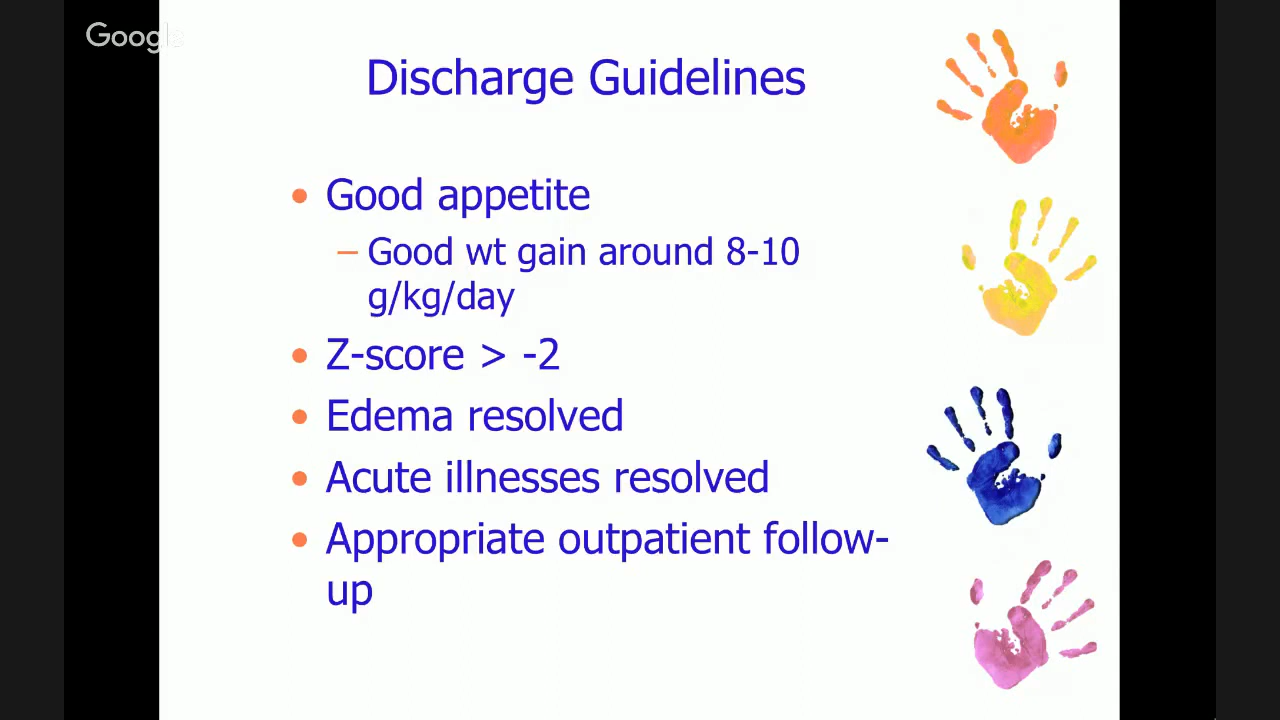 Google
Discharge Guidelines
• Good appetite
– Good wt gain around 8-10
g/kg/day
• Z-score > -2
• Edema resolved
• Acute illnesses resolved
• Appropriate outpatient follow-
up